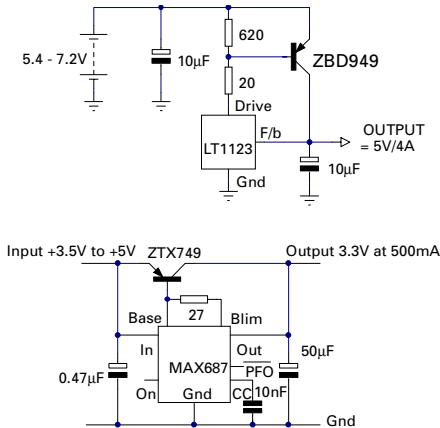 620
5.4 - 7.2V
10µF
ZBD949
20
Drive
F/b
LT1123
OUTPUT
= 5V/4A
10µF
Gnd
Input +3.5V to +5V
ZTX749
Output 3.3V at 500mA
27
Base
Blim
In
Out
50µF
MAX687
PFO
0.47µF
On
Gnd
CC
10nF
Gnd